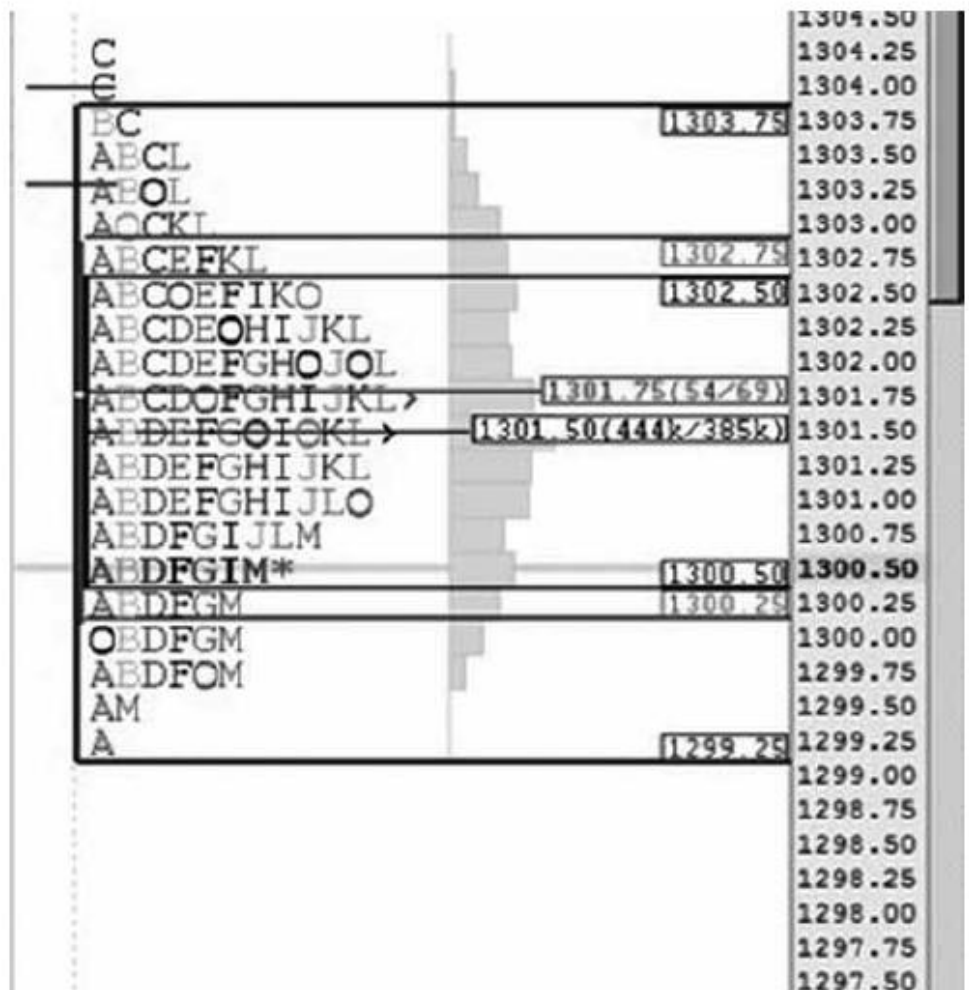 1304.50
C 1304.25
C 1304.00
BC 1303.75 1303.75
ABCL 1303.50
ABOL 1303.25
AOCKL 1303.00
ABCEFKL 1302.75 1302.75
ABCOEFIKO 1302.50 1302.50
ABCDEOHIJKL 1302.25
ABCDEFGHOJOL 1302.00
ABCDOFGHIJKL> 1301.75(54/69) 1301.75
ABDEFGOIOKL> 1301.50(444k/385k) 1301.50
ABDEFGHIJKL 1301.25
ABDEFGHIJLO 1301.00
ABDFGIJLM 1300.75
ABDFGIM* 1300.50 1300.50
ABDFGM 1300.25 1300.25
OBDFGM 1300.00
ABDFOM 1299.75
AM 1299.50
A 1299.25 1299.25
1299.00
1298.75
1298.50
1298.25
1298.00
1297.75
1297.50